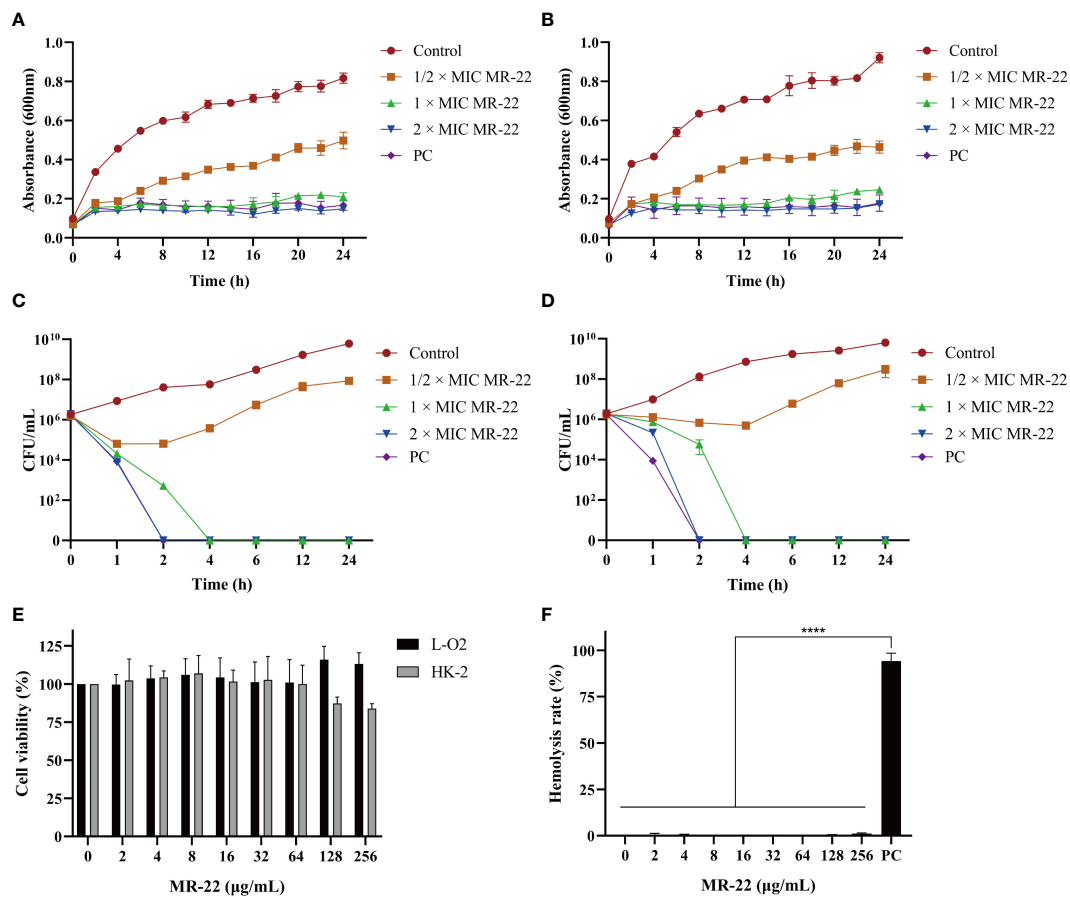 A
1.0
0.8
0.6
0.4
0.2
0.0
Absorbance (600nm)
0 4 8 12 16 20 24
Time (h)
Control
1/2 × MIC MR-22
1 × MIC MR-22
2 × MIC MR-22
PC
B
1.0
0.8
0.6
0.4
0.2
0.0
Absorbance (600nm)
0 4 8 12 16 20 24
Time (h)
Control
1/2 × MIC MR-22
1 × MIC MR-22
2 × MIC MR-22
PC
C
10¹⁰
10⁸
10⁶
10⁴
10²
0
CFU/mL
0 1 2 4 6 12 24
Time (h)
Control
1/2 × MIC MR-22
1 × MIC MR-22
2 × MIC MR-22
PC
D
10¹⁰
10⁸
10⁶
10⁴
10²
0
CFU/mL
0 1 2 4 6 12 24
Time (h)
Control
1/2 × MIC MR-22
1 × MIC MR-22
2 × MIC MR-22
PC
E
125
100
75
50
25
0
Cell viability (%)
0 2 4 8 16 32 64 128 256
MR-22 (μg/mL)
L-O2
HK-2
F
100
75
50
25
0
Hemolysis rate (%)
****
0 2 4 8 16 32 64 128 256 PC
MR-22 (μg/mL)